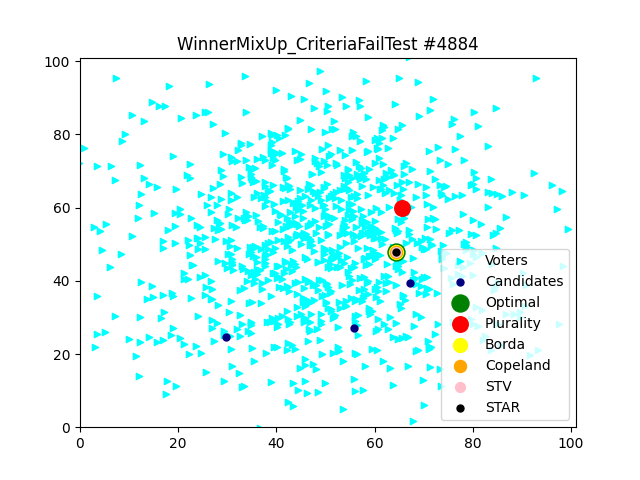 WinnerMixUp_CriteriaFailTest #4884
100
80
60
40
20
0
0 20 40 60 80 100
Voters
Candidates
Optimal
Plurality
Borda
Copeland
STV
STAR